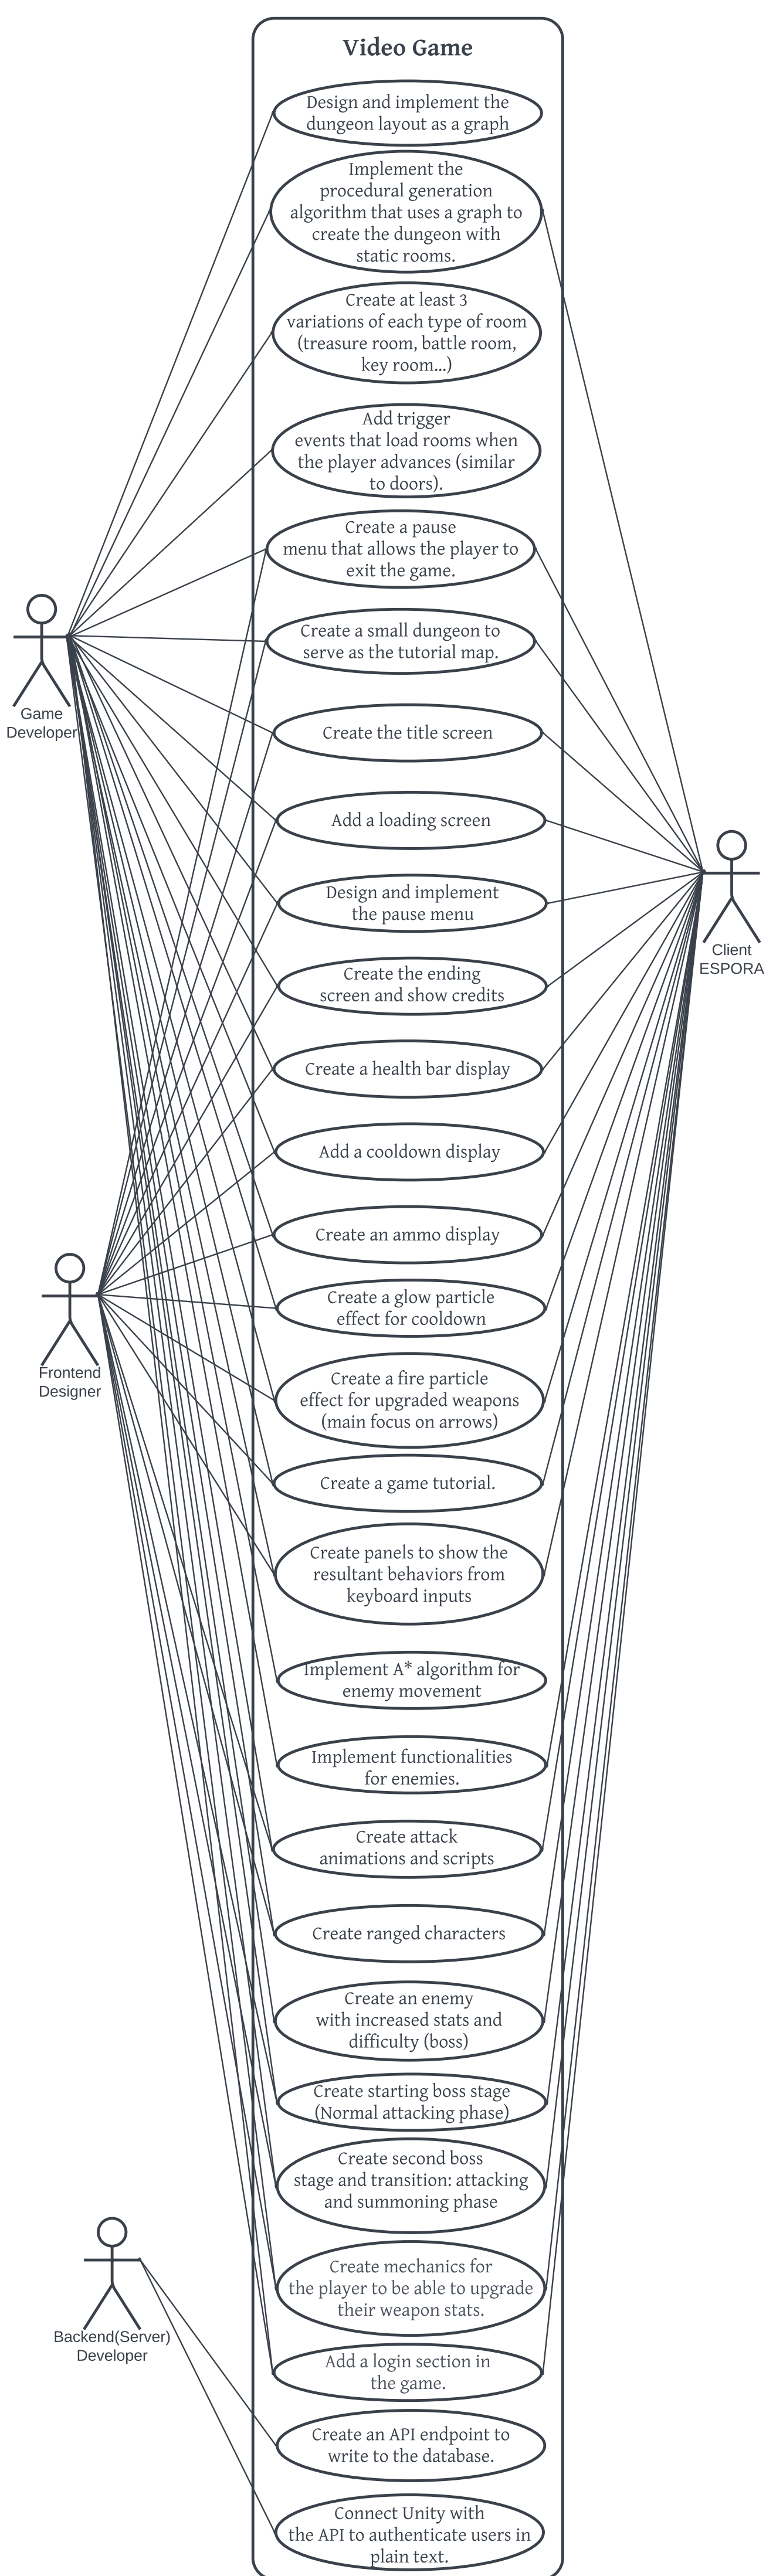 Video Game
Design and implement the
dungeon layout as a graph
Implement the
procedural generation
algorithm that uses a graph to
create the dungeon with
static rooms.
Create at least 3
variations of each type of room
(treasure room, battle room,
key room...)
Add trigger
events that load rooms when
the player advances (similar
to doors).
Create a pause
menu that allows the player to
exit the game.
Create a small dungeon to
serve as the tutorial map.
Game
Developer
Create the title screen
Add a loading screen
Design and implement
the pause menu
Client
ESPORA
Create the ending
screen and show credits
Create a health bar display
Add a cooldown display
Create an ammo display
Create a glow particle
effect for cooldown
Frontend
Designer
Create a fire particle
effect for upgraded weapons
(main focus on arrows)
Create a game tutorial.
Create panels to show the
resultant behaviors from
keyboard inputs
Implement A* algorithm for
enemy movement
Implement functionalities
for enemies.
Create attack
animations and scripts
Create ranged characters
Create an enemy
with increased stats and
difficulty (boss)
Create starting boss stage
(Normal attacking phase)
Create second boss
stage and transition: attacking
and summoning phase
Create mechanics for
the player to be able to upgrade
their weapon stats.
Backend(Server)
Developer
Add a login section in
the game.
Create an API endpoint to
write to the database.
Connect Unity with
the API to authenticate users in
plain text.